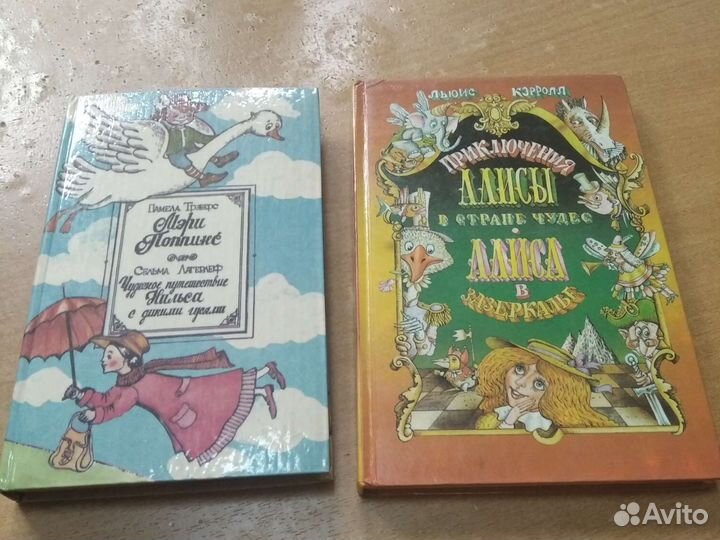 Памела Трэверс
Мэри
Поппинс
Сельма Лагерлеф
Чудесное путешествие
Нильса
с дикими гусями
ЛЬЮИС КЭРРОЛЛ
ПРИКЛЮЧЕНИЯ
АЛИСЫ
В СТРАНЕ ЧУДЕС
АЛИСА
В
ЗАЗЕРКАЛЬЕ
Avito